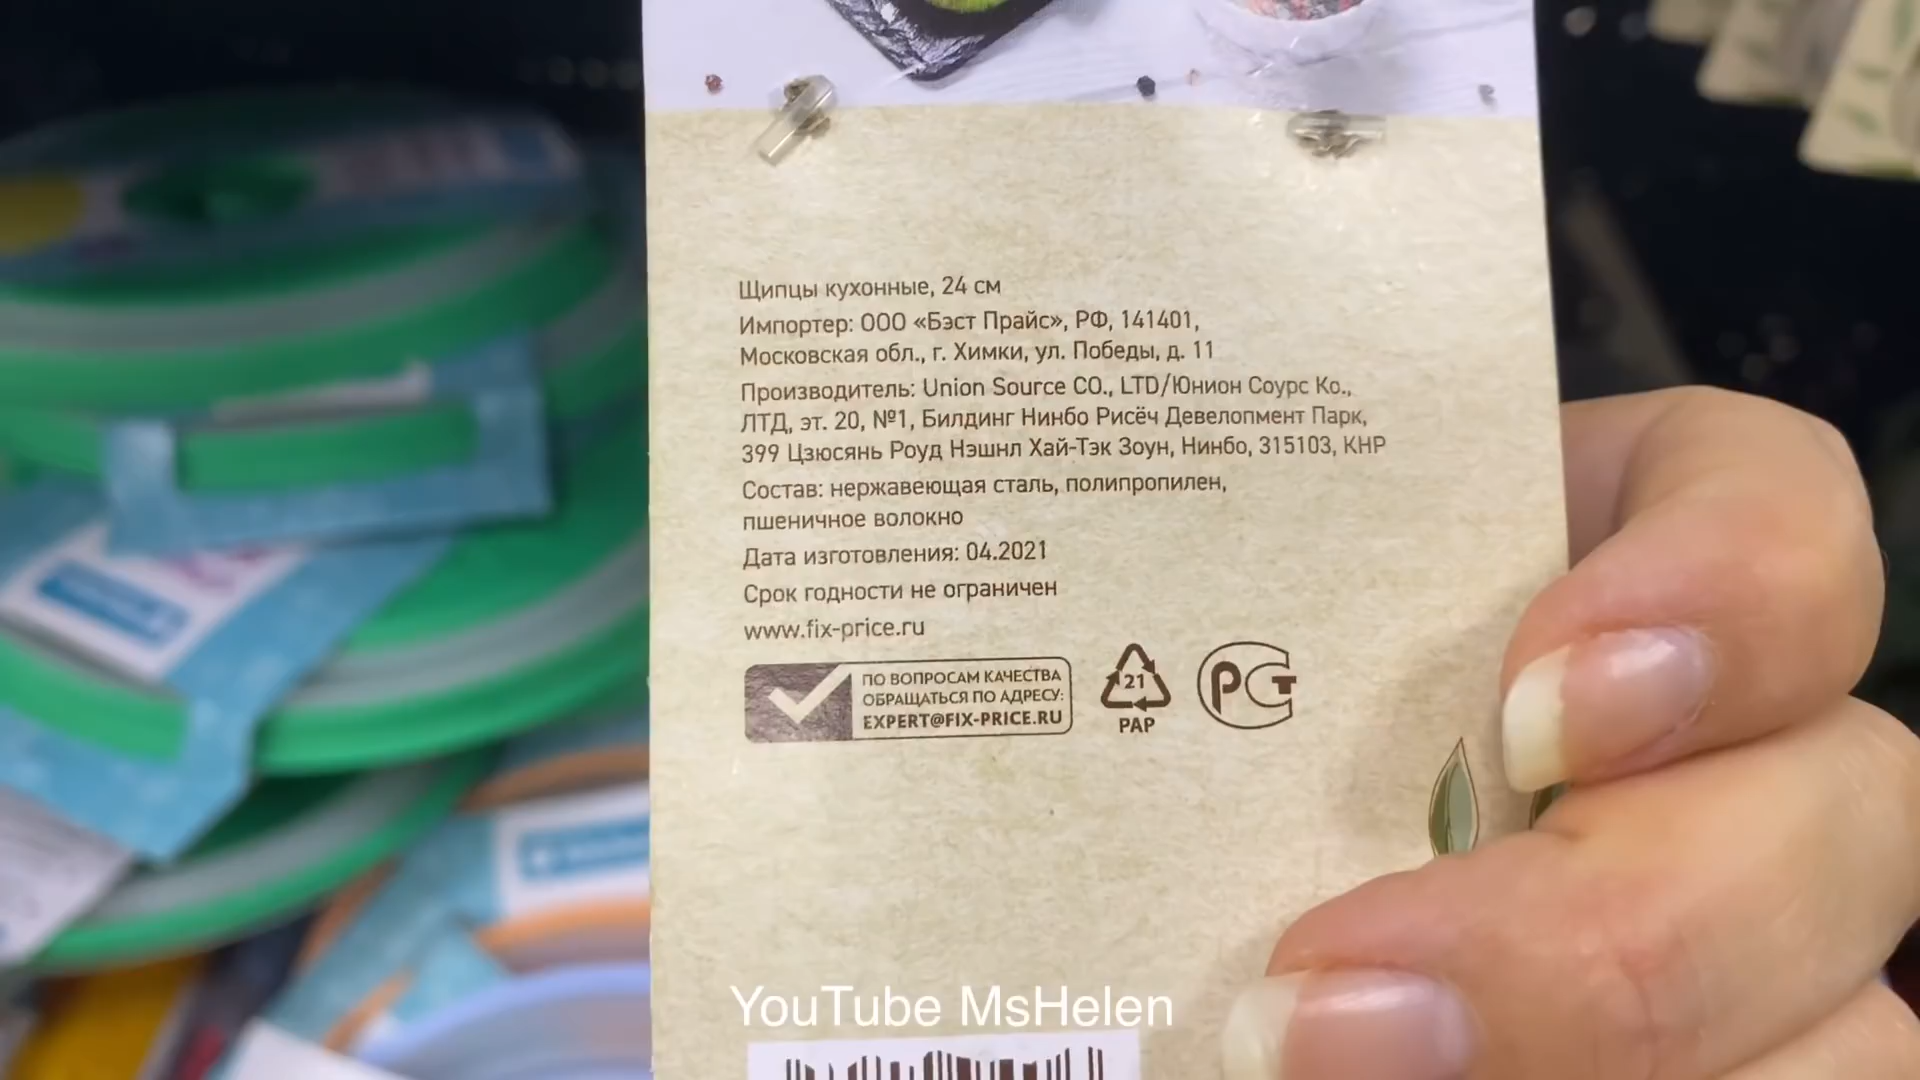 Щипцы кухонные, 24 см
Импортер: ООО «Бэст Прайс», РФ, 141401,
Московская обл., г. Химки, ул. Победы, д. 11
Производитель: Union Source CO., LTD/Юнион Соурс Ко.,
ЛТД, эт. 20, №1, Билдинг Нинбо Рисёч Девелопмент Парк,
399 Цзюсянь Роуд Нэшнл Хай-Тэк Зоун, Нинбо, 315103, КНР
Состав: нержавеющая сталь, полипропилен,
пшеничное волокно
Дата изготовления: 04.2021
Срок годности не ограничен
www.fix-price.ru
ПО ВОПРОСАМ КАЧЕСТВА
ОБРАЩАТЬСЯ ПО АДРЕСУ:
EXPERT@FIX-PRICE.RU
21
PAP
РСТ
YouTube MsHelen